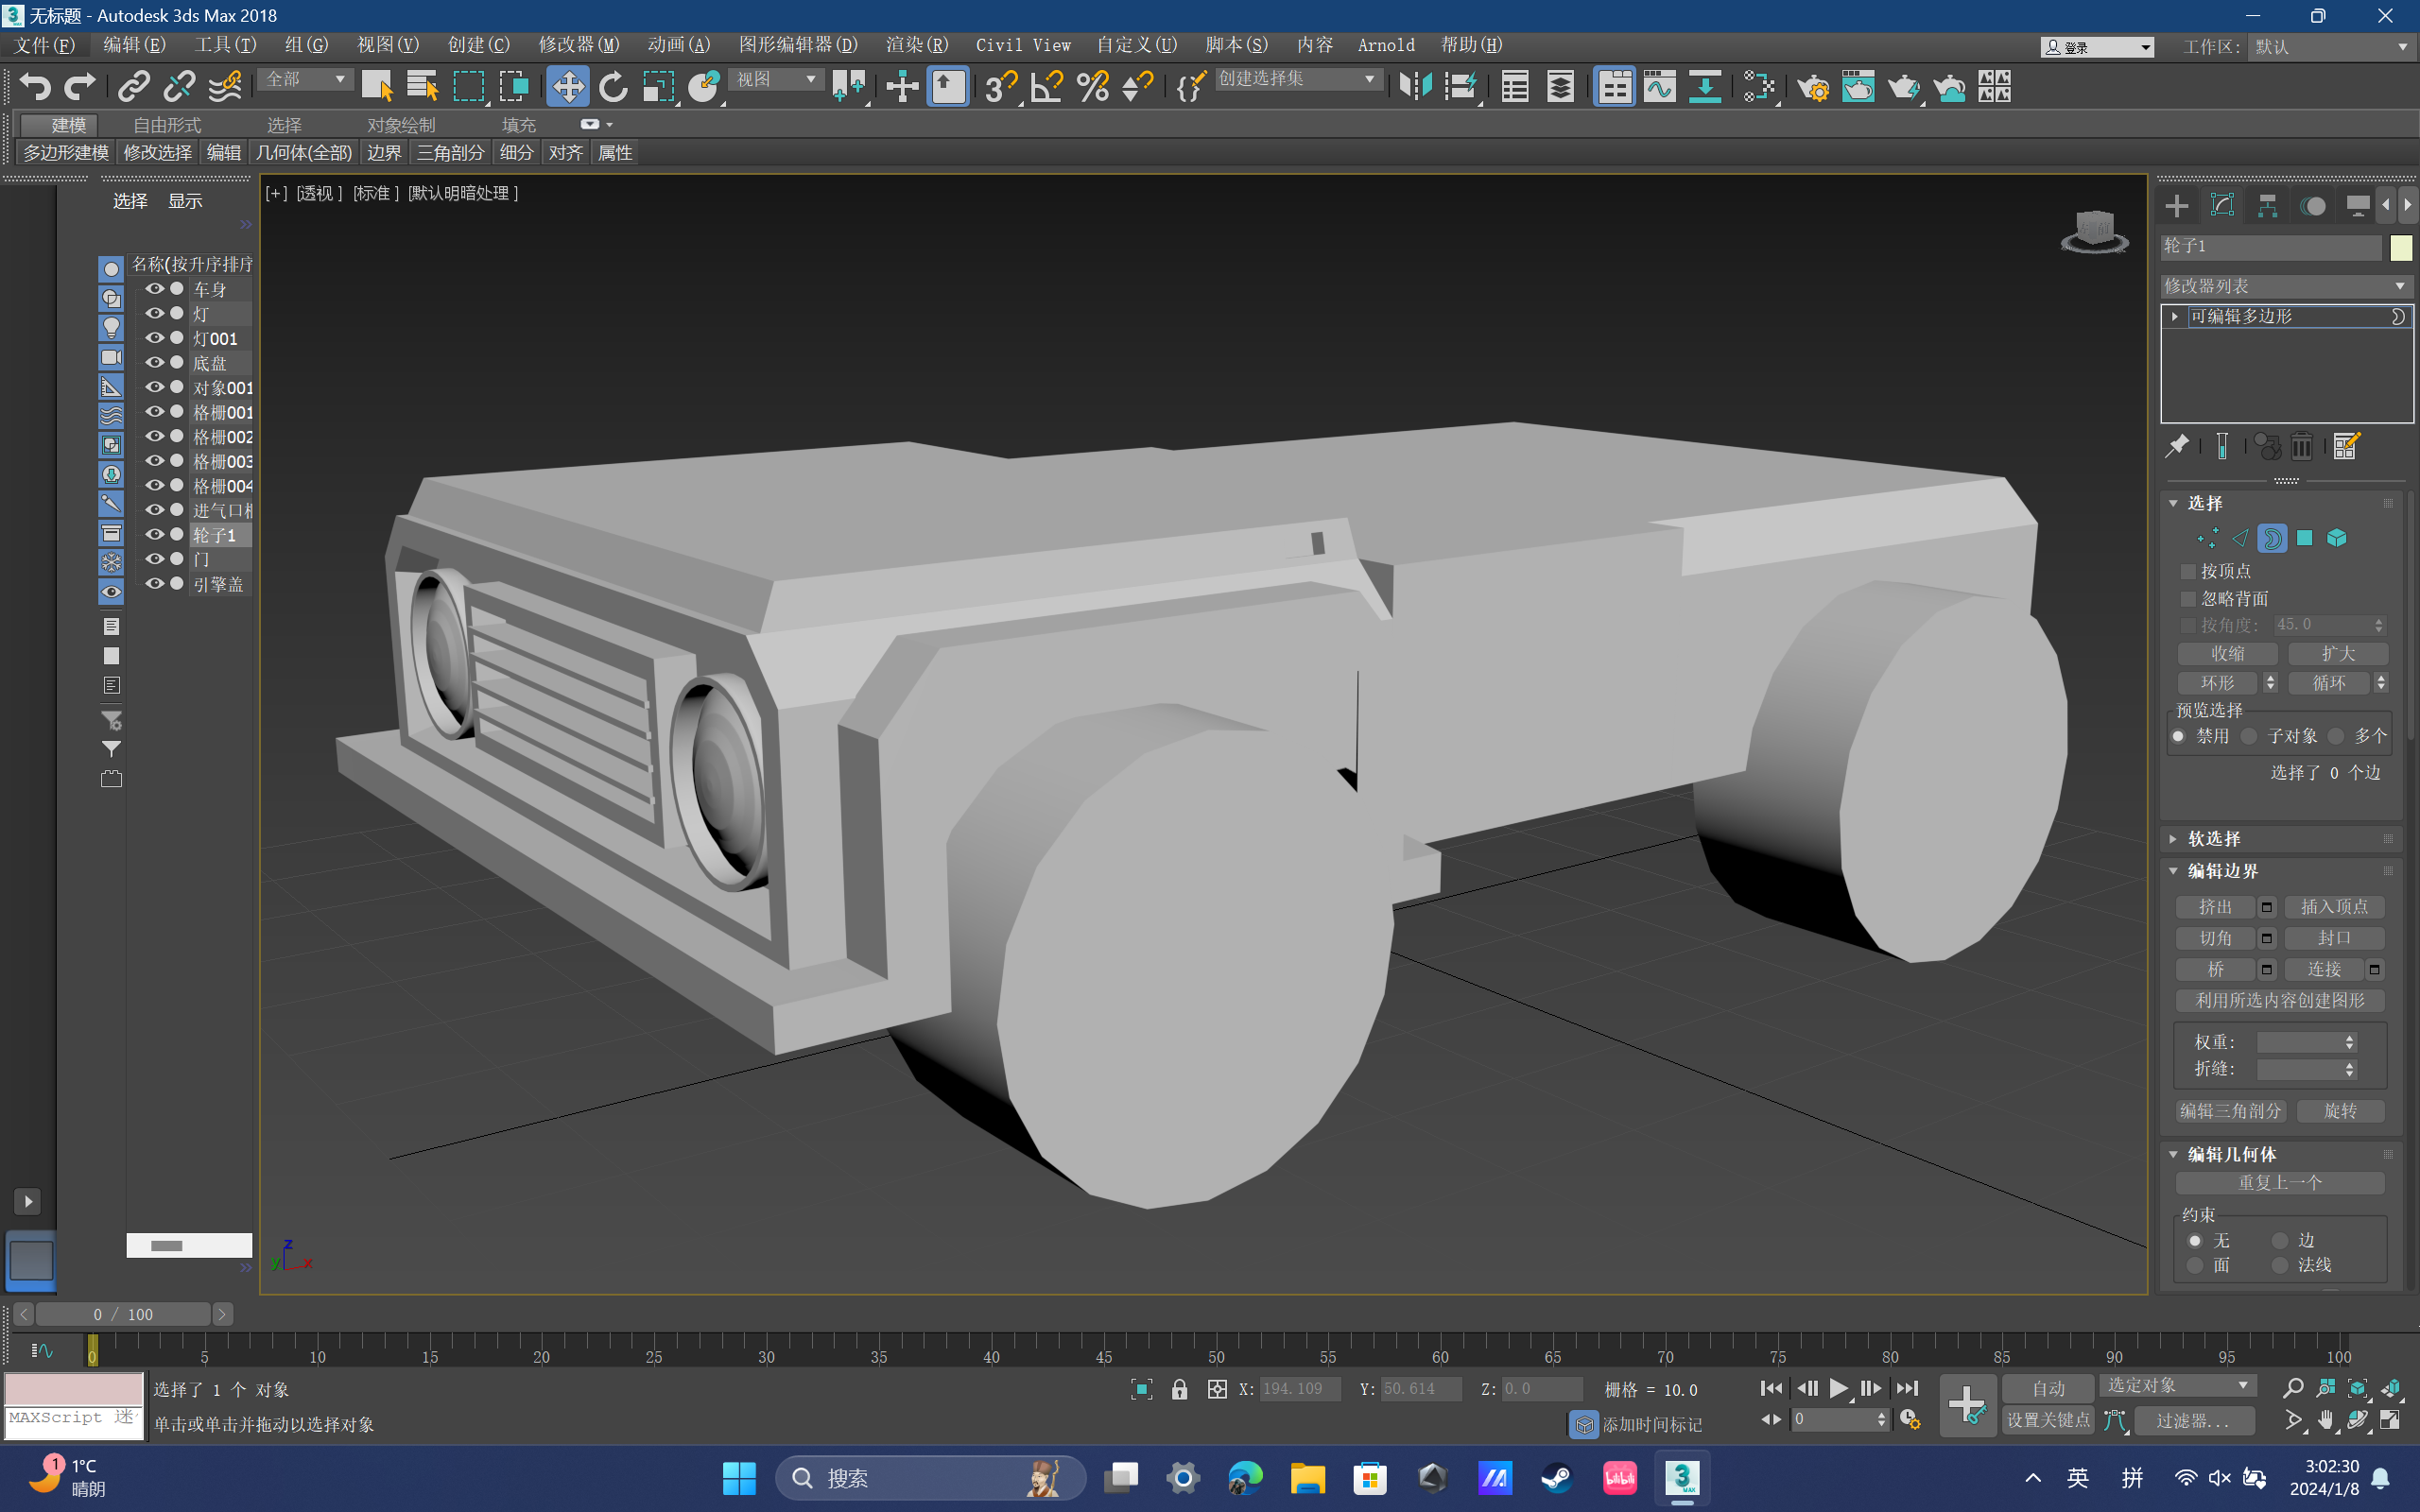 无标题 - Autodesk 3ds Max 2018
文件(F) 编辑(E) 工具(T) 组(G) 视图(V) 创建(C) 修改器(M) 动画(A) 图形编辑器(D) 渲染(R) Civil View 自定义(U) 脚本(S) 内容 Arnold 帮助(H) 登录 工作区: 默认
全部 视图 创建选择集
建模 自由形式 选择 对象绘制 填充
多边形建模 修改选择 编辑 几何体(全部) 边界 三角剖分 细分 对齐 属性
选择 显示
[+] [透视 ] [标准 ] [默认明暗处理 ]
名称(按升序排序
车身
灯
灯001
底盘
对象001
格栅001
格栅002
格栅003
格栅004
进气口
轮子1
门
引擎盖
轮子1
修改器列表
可编辑多边形
选择
按顶点
忽略背面
按角度: 45.0
收缩 扩大
环形 循环
预览选择
禁用 子对象 多个
选择了 0 个边
软选择
编辑边界
挤出 插入顶点
切角 封口
桥 连接
利用所选内容创建图形
权重:
折缝:
编辑三角剖分 旋转
编辑几何体
重复上一个
约束
无 边
面 法线
z
y x
0 / 100
0 5 10 15 20 25 30 35 40 45 50 55 60 65 70 75 80 85 90 95 100
选择了 1 个 对象 X: 194.109 Y: 50.614 Z: 0.0 栅格 = 10.0 自动 选定对象
MAXScript 迷 单击或单击并拖动以选择对象 添加时间标记 0 设置关键点 过滤器...
1 1°C
晴朗
搜索
bilibili
3
MAX
英 拼
3:02:30
2024/1/8